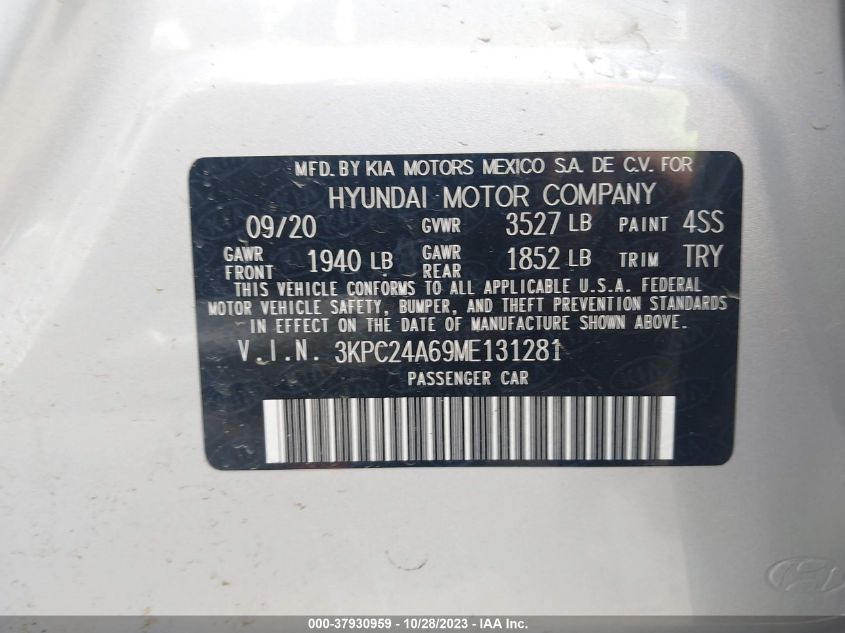 MFD. BY KIA MOTORS MEXICO S.A. DE C.V. FOR
HYUNDAI MOTOR COMPANY
09/20 GVWR 3527 LB PAINT 4SS
GAWR FRONT 1940 LB GAWR REAR 1852 LB TRIM TRY
THIS VEHICLE CONFORMS TO ALL APPLICABLE U.S.A. FEDERAL
MOTOR VEHICLE SAFETY, BUMPER, AND THEFT PREVENTION STANDARDS
IN EFFECT ON THE DATE OF MANUFACTURE SHOWN ABOVE.
V.I.N. 3KPC24A69ME131281
PASSENGER CAR
000-37930959 - 10/28/2023 - IAA Inc.